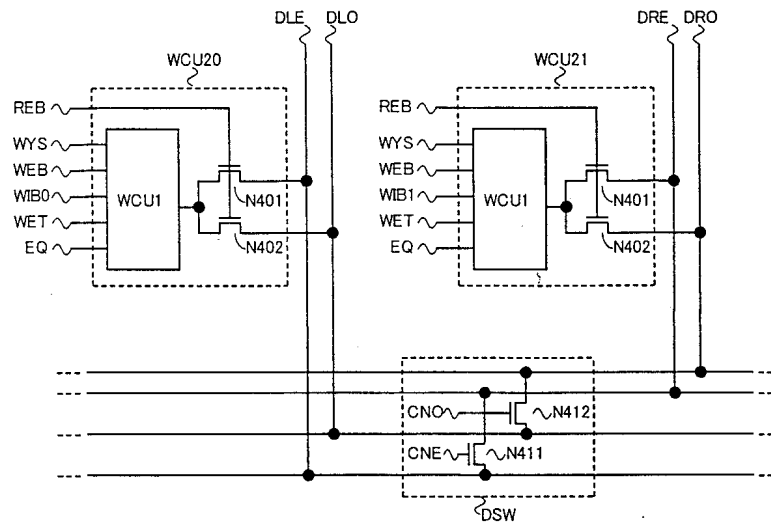 DLE DLO
DRE DRO
WCU20
WCU21
REB
WYS
WEB
WIB0
WET
EQ
WCU1
N401
N402
REB
WYS
WEB
WIB1
WET
EQ
WCU1
N401
N402
CNO
N412
CNE
N411
DSW